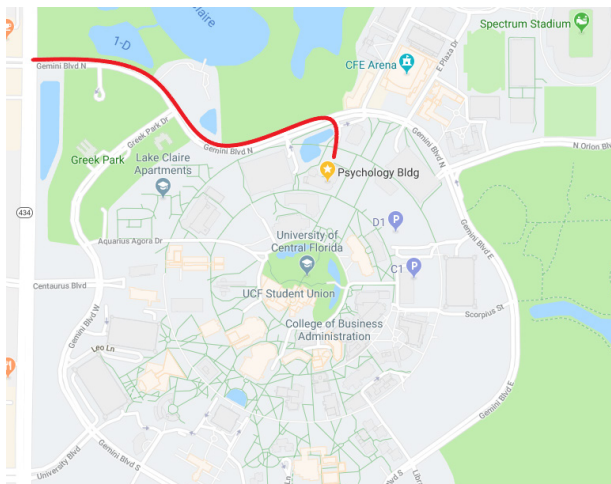 Claire
1-D
Spectrum Stadium
Gemini Blvd N
CFE Arena
E Plaza Dr
Greek Park Dr
Gemini Blvd N
Gemini Blvd N
N Orion Blv
Greek Park
Lake Claire
Apartments
Psychology Bldg
434
D1
University of
Central Florida
Aquarius Agora Dr
Gemini Blvd E
C1
Centaurus Blvd
UCF Student Union
Scorpius St
College of Business
Administration
Gemini Blvd W
Leo Ln
Gemini Blvd E
University Blvd
Gemini Blvd S
Blvd S
Libr